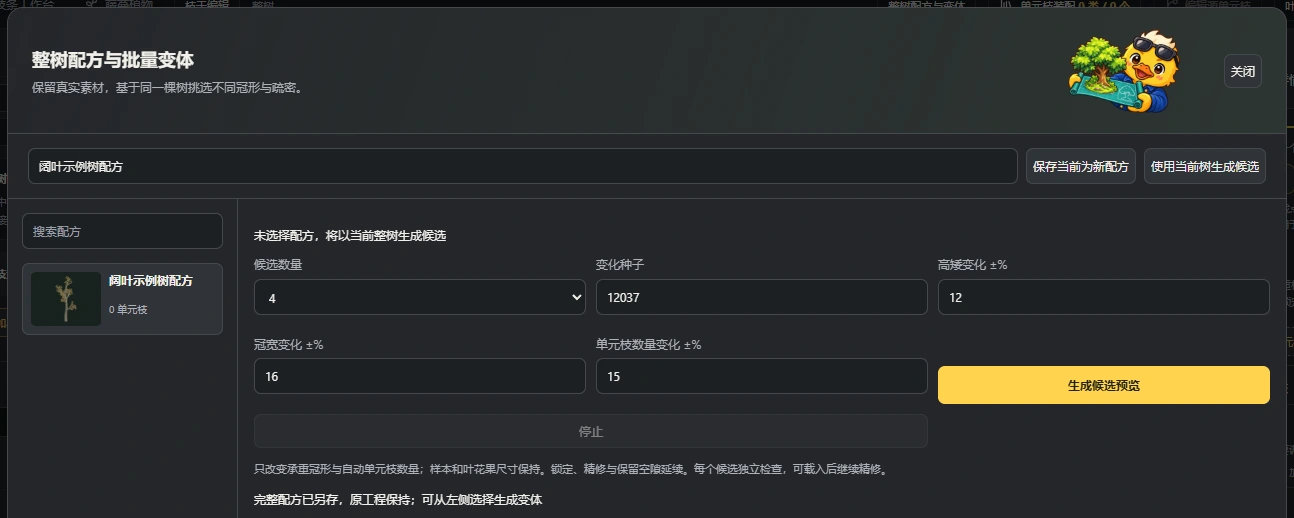 整树配方与批量变体
保留真实素材，基于同一棵树挑选不同冠形与疏密。
关闭
阔叶示例树配方
保存当前为新配方
使用当前树生成候选
搜索配方
阔叶示例树配方
0 单元枝
未选择配方，将以当前整树生成候选
候选数量
变化种子
高矮变化 ±%
4
12037
12
冠宽变化 ±%
单元枝数量变化 ±%
16
15
生成候选预览
停止
只改变承重冠形与自动单元枝数量；样本和叶花果尺寸保持。锁定、精修与保留空隙延续。每个候选独立检查，可载入后继续精修。
完整配方已另存，原工程保持；可从左侧选择生成变体